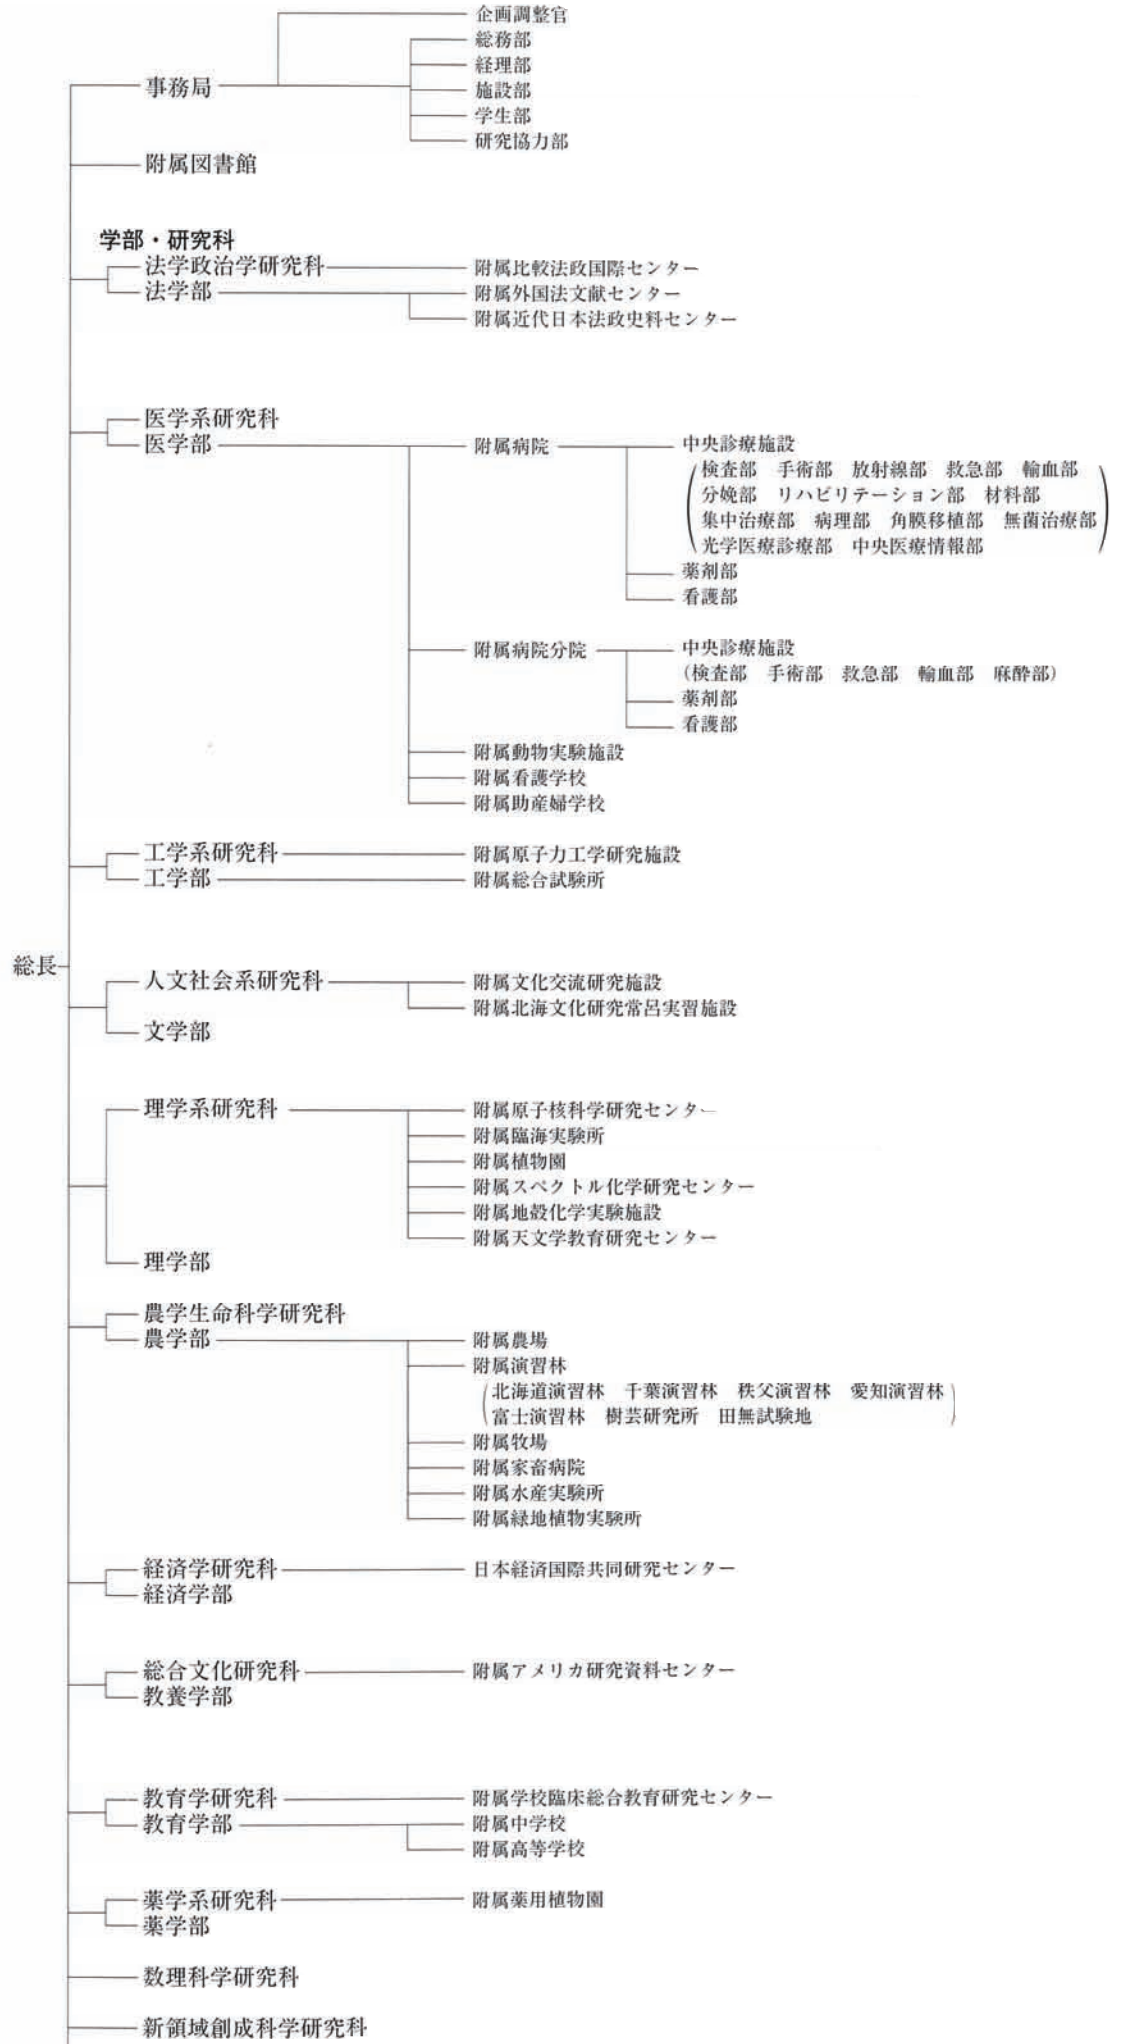 企画調整官
総務部
経理部
事務局
施設部
学生部
研究協力部
附属図書館
学部・研究科
法学政治学研究科 附属比較法政国際センター
法学部 附属外国法文献センター
附属近代日本法政史料センター
医学系研究科
医学部 附属病院 中央診療施設
(検査部 手術部 放射線部 救急部 輸血部
分娩部 リハビリテーション部 材料部
集中治療部 病理部 角膜移植部 無菌治療部
光学医療診療部 中央医療情報部)
薬剤部
看護部
附属病院分院 中央診療施設
(検査部 手術部 救急部 輸血部 麻酔部)
薬剤部
看護部
附属動物実験施設
附属看護学校
附属助産婦学校
工学系研究科 附属原子力工学研究施設
工学部 附属総合試験所
総長
人文社会系研究科 附属文化交流研究施設
附属北海文化研究常呂実習施設
文学部
理学系研究科 附属原子核科学研究センター
附属臨海実験所
附属植物園
附属スペクトル化学研究センター
附属地殻化学実験施設
附属天文学教育研究センター
理学部
農学生命科学研究科
農学部 附属農場
附属演習林
(北海道演習林 千葉演習林 秩父演習林 愛知演習林
富士演習林 樹芸研究所 田無試験地)
附属牧場
附属家畜病院
附属水産実験所
附属緑地植物実験所
経済学研究科 日本経済国際共同研究センター
経済学部
総合文化研究科 附属アメリカ研究資料センター
教養学部
教育学研究科 附属学校臨床総合教育研究センター
教育学部 附属中学校
附属高等学校
薬学系研究科 附属薬用植物園
薬学部
数理科学研究科
新領域創成科学研究科